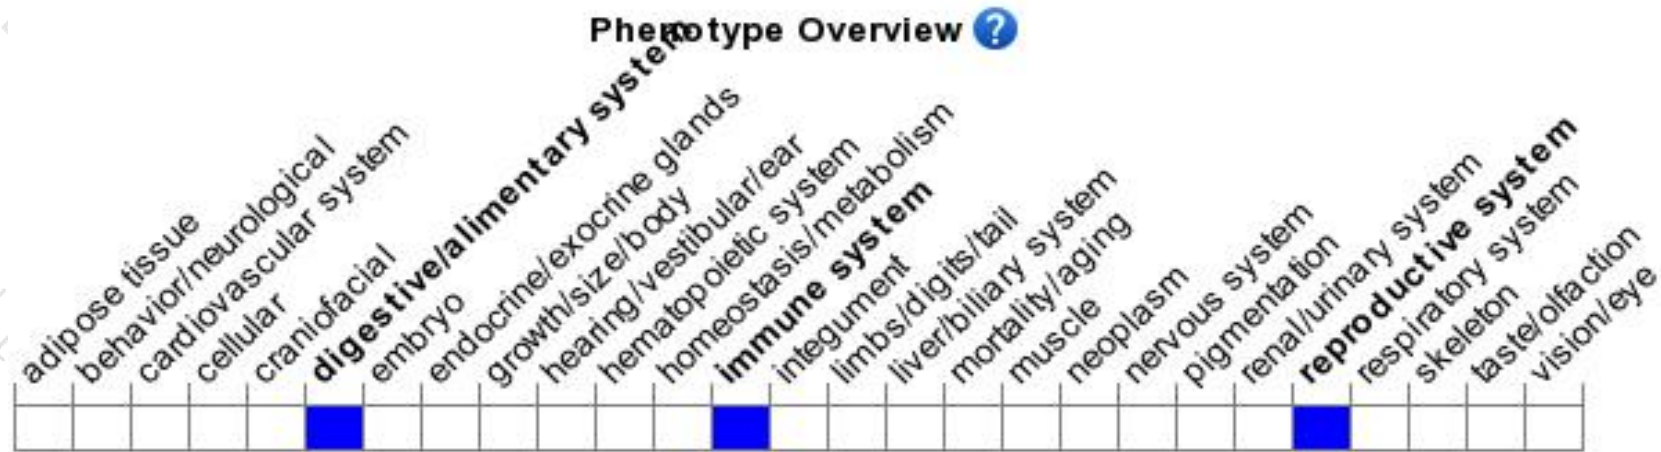 Phenotype Overview ?
adipose tissue
behavior/neurological
cardiovascular system
cellular
craniofacial
digestive/alimentary system
embryo
endocrine/exocrine glands
growth/size/body
hearing/vestibular/ear
hematopoietic system
homeostasis/metabolism
immune system
integument
limbs/digits/tail
liver/biliary system
mortality/aging
muscle
neoplasm
nervous system
pigmentation
renal/urinary system
reproductive system
respiratory system
skeleton
taste/olfaction
vision/eye